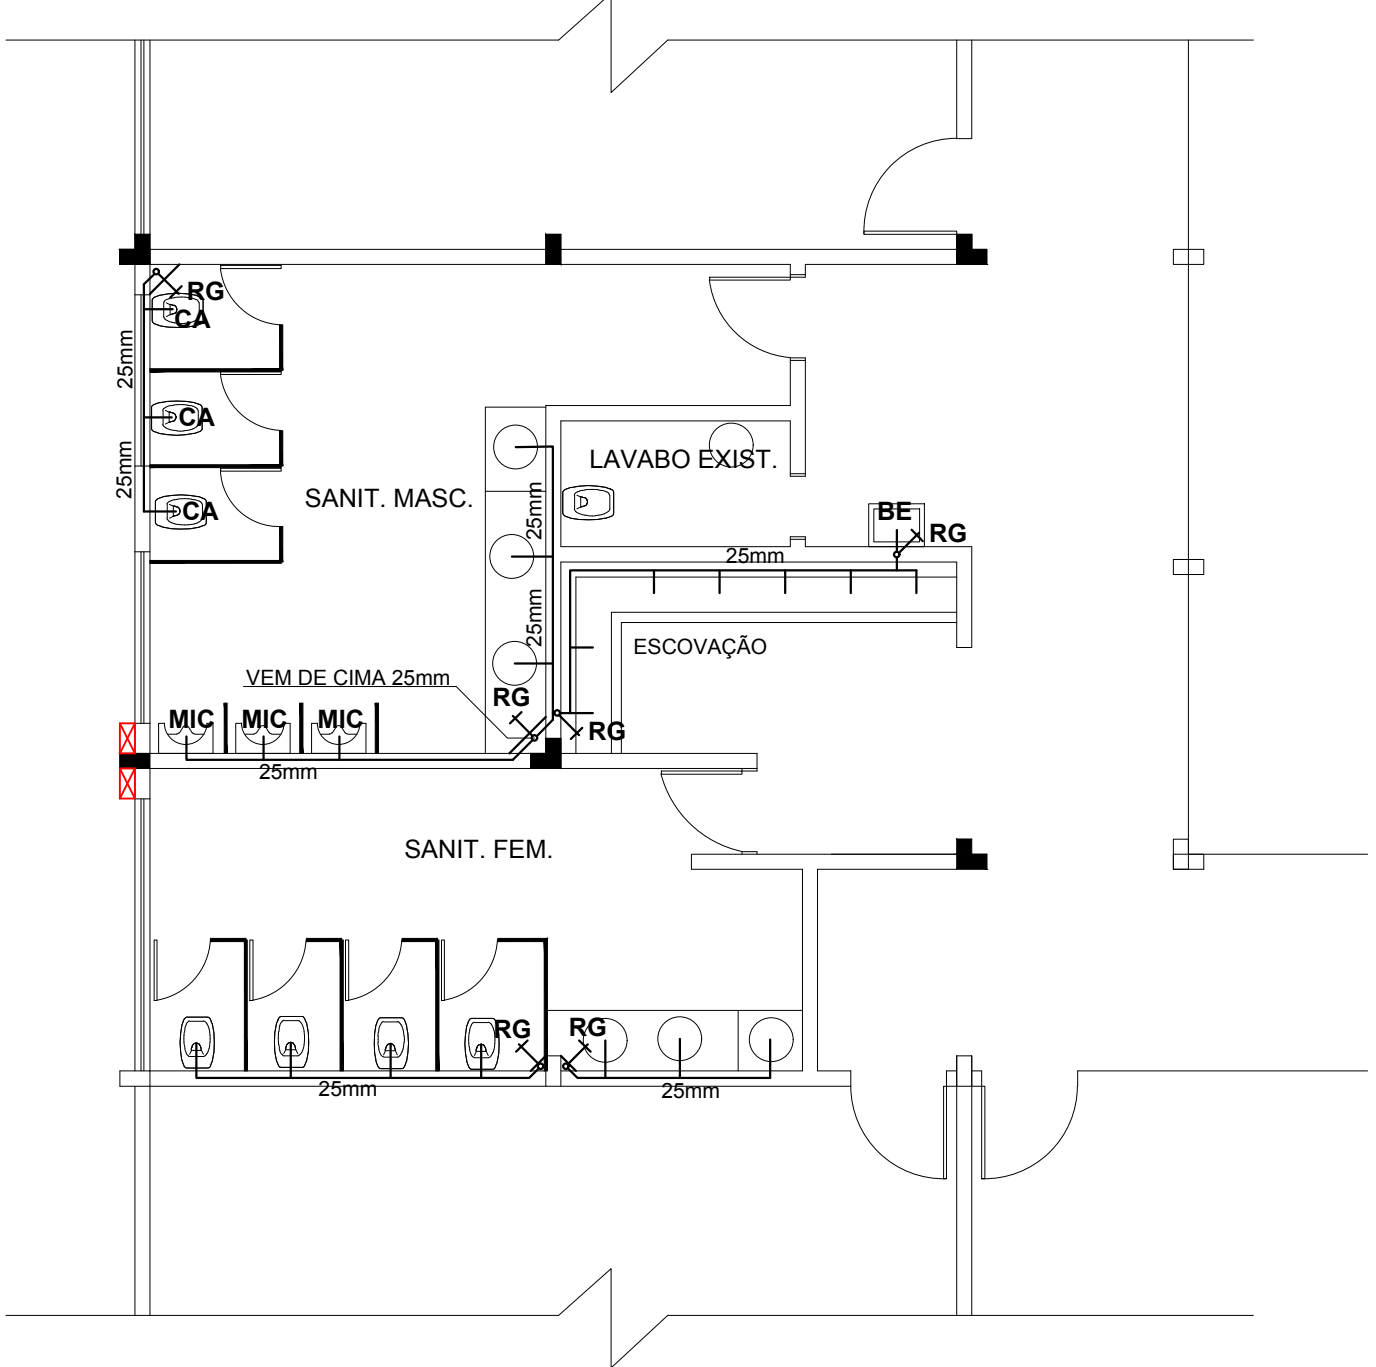 RG
CA
25mm
CA
25mm
CA
SANIT. MASC.
LAVABO EXIST.
25mm
BE
RG
25mm
25mm
ESCOVAÇÃO
VEM DE CIMA 25mm
RG
MIC
MIC
MIC
RG
25mm
SANIT. FEM.
RG
RG
25mm
25mm